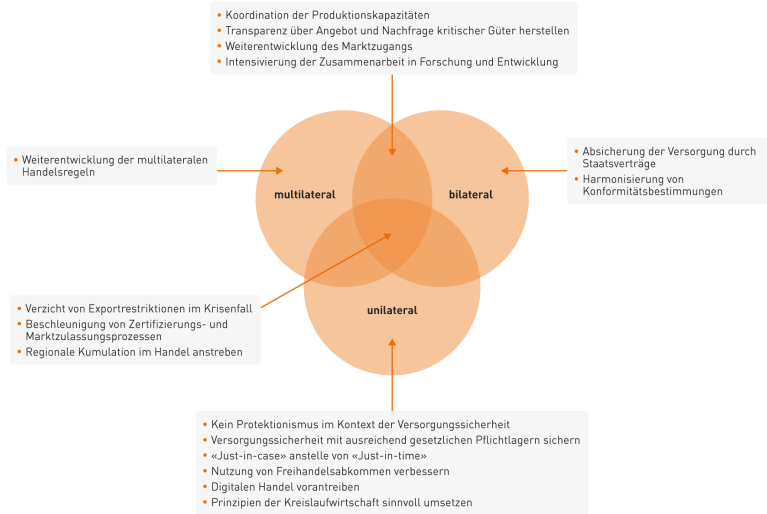 • Koordination der Produktionskapazitäten
• Transparenz über Angebot und Nachfrage kritischer Güter herstellen
• Weiterentwicklung des Marktzugangs
• Intensivierung der Zusammenarbeit in Forschung und Entwicklung
• Weiterentwicklung der multilateralen
Handelsregeln
• Absicherung der Versorgung durch
Staatsverträge
• Harmonisierung von
Konformitätsbestimmungen
multilateral
bilateral
• Verzicht von Exportrestriktionen im Krisenfall
• Beschleunigung von Zertifizierungs- und
Marktzulassungsprozessen
• Regionale Kumulation im Handel anstreben
unilateral
• Kein Protektionismus im Kontext der Versorgungssicherheit
• Versorgungssicherheit mit ausreichend gesetzlichen Pflichtlagern sichern
• «Just-in-case» anstelle von «Just-in-time»
• Nutzung von Freihandelsabkommen verbessern
• Digitalen Handel vorantreiben
• Prinzipien der Kreislaufwirtschaft sinnvoll umsetzen